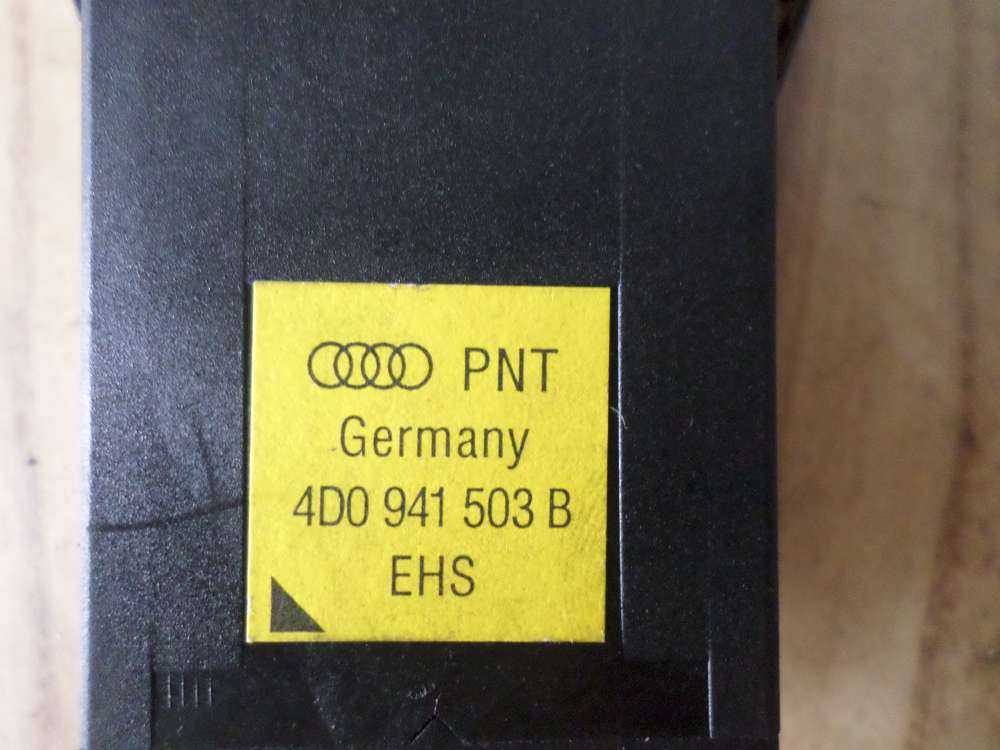 PNT
Germany
4D0 941 503 B
EHS